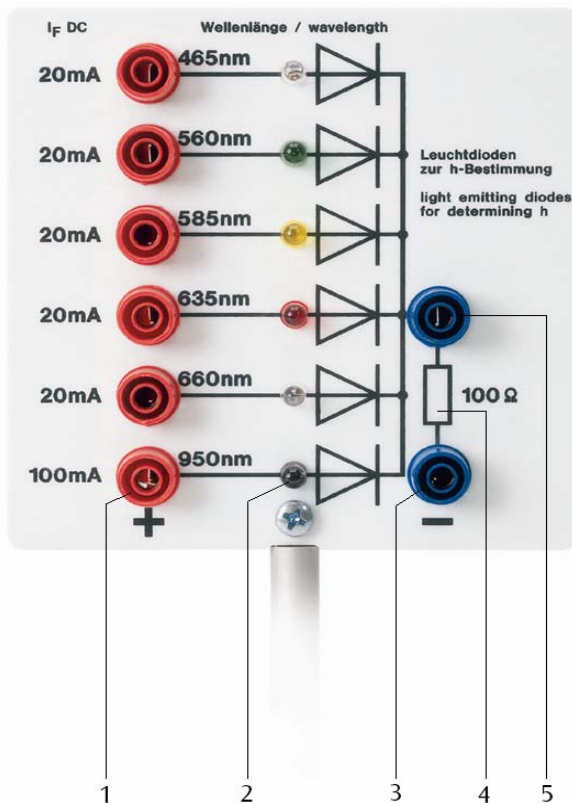 IF DC
Wellenlänge / wavelength
465nm
20mA
560nm
20mA
Leuchtdioden
zur h-Bestimmung
light emitting diodes
for determining h
585nm
20mA
635nm
20mA
660nm
20mA
100 Ω
950nm
100mA
+
−
1
2
3
4
5